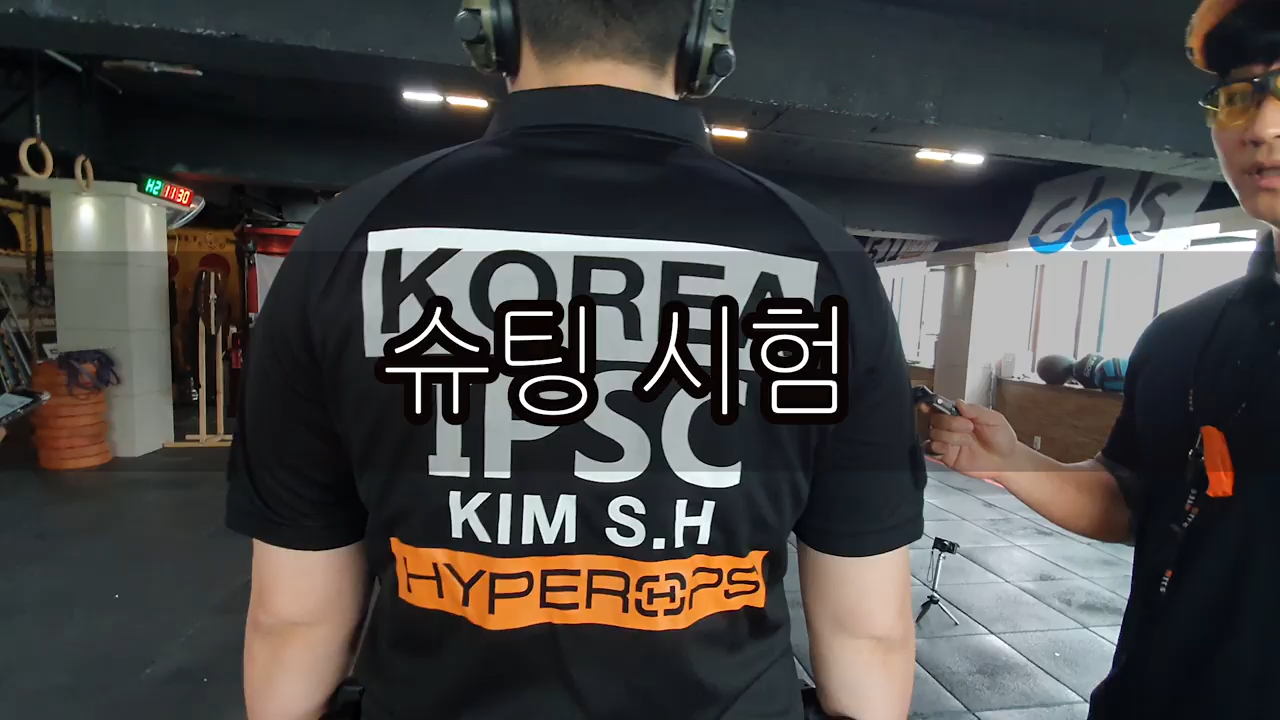 H2 11 30
KOREA
슈팅 시험
IPSC
KIM S.H
HYPEROPS